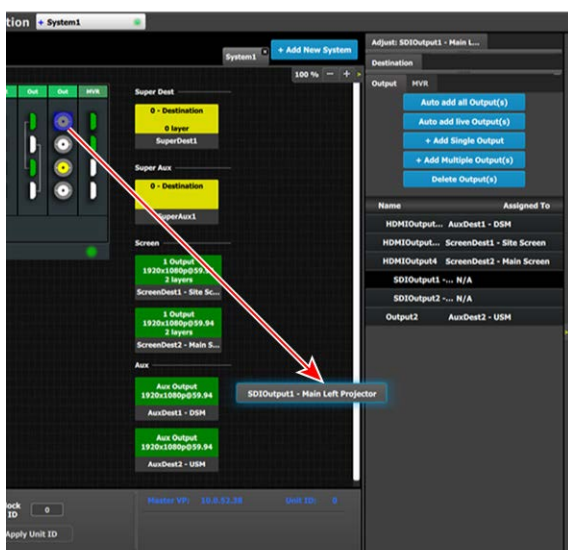 tion + System1
System1
+ Add New System
100 % − +
Out Out MVR
Super Dest
0 - Destination
0 layer
SuperDest1
Super Aux
0 - Destination
SuperAux1
Screen
1 Output
1920x1080p@59.94
2 layers
ScreenDest1 - Site Sc...
1 Output
1920x1080p@59.94
2 layers
ScreenDest2 - Main S...
Aux
Aux Output
1920x1080p@59.94
AuxDest1 - DSM
Aux Output
1920x1080p@59.94
AuxDest2 - USM
SDIOutput1 - Main Left Projector
lock
ID
0
Apply Unit ID
Master VP: 10.0.53.38 Unit ID: 0
Adjust: SDIOutput1 - Main L...
Destination
Output MVR
Auto add all Output(s)
Auto add live Output(s)
+ Add Single Output
+ Add Multiple Output(s)
Delete Output(s)
Name Assigned To
HDMIOutput... AuxDest1 - DSM
HDMIOutput... ScreenDest1 - Site Screen
HDMIOutput4 ScreenDest2 - Main Screen
SDIOutput1 -... N/A
SDIOutput2 -... N/A
Output2 AuxDest2 - USM